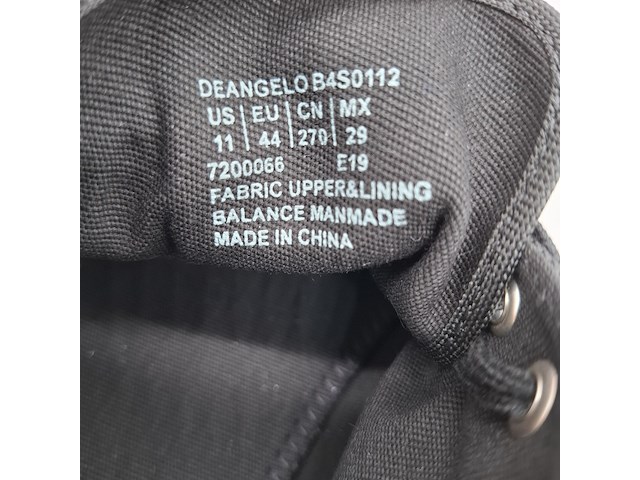 DEANGELO B4S0112
US | EU | CN | MX
11 | 44 | 270 | 29
7200066 E19
FABRIC UPPER&LINING
BALANCE MANMADE
MADE IN CHINA